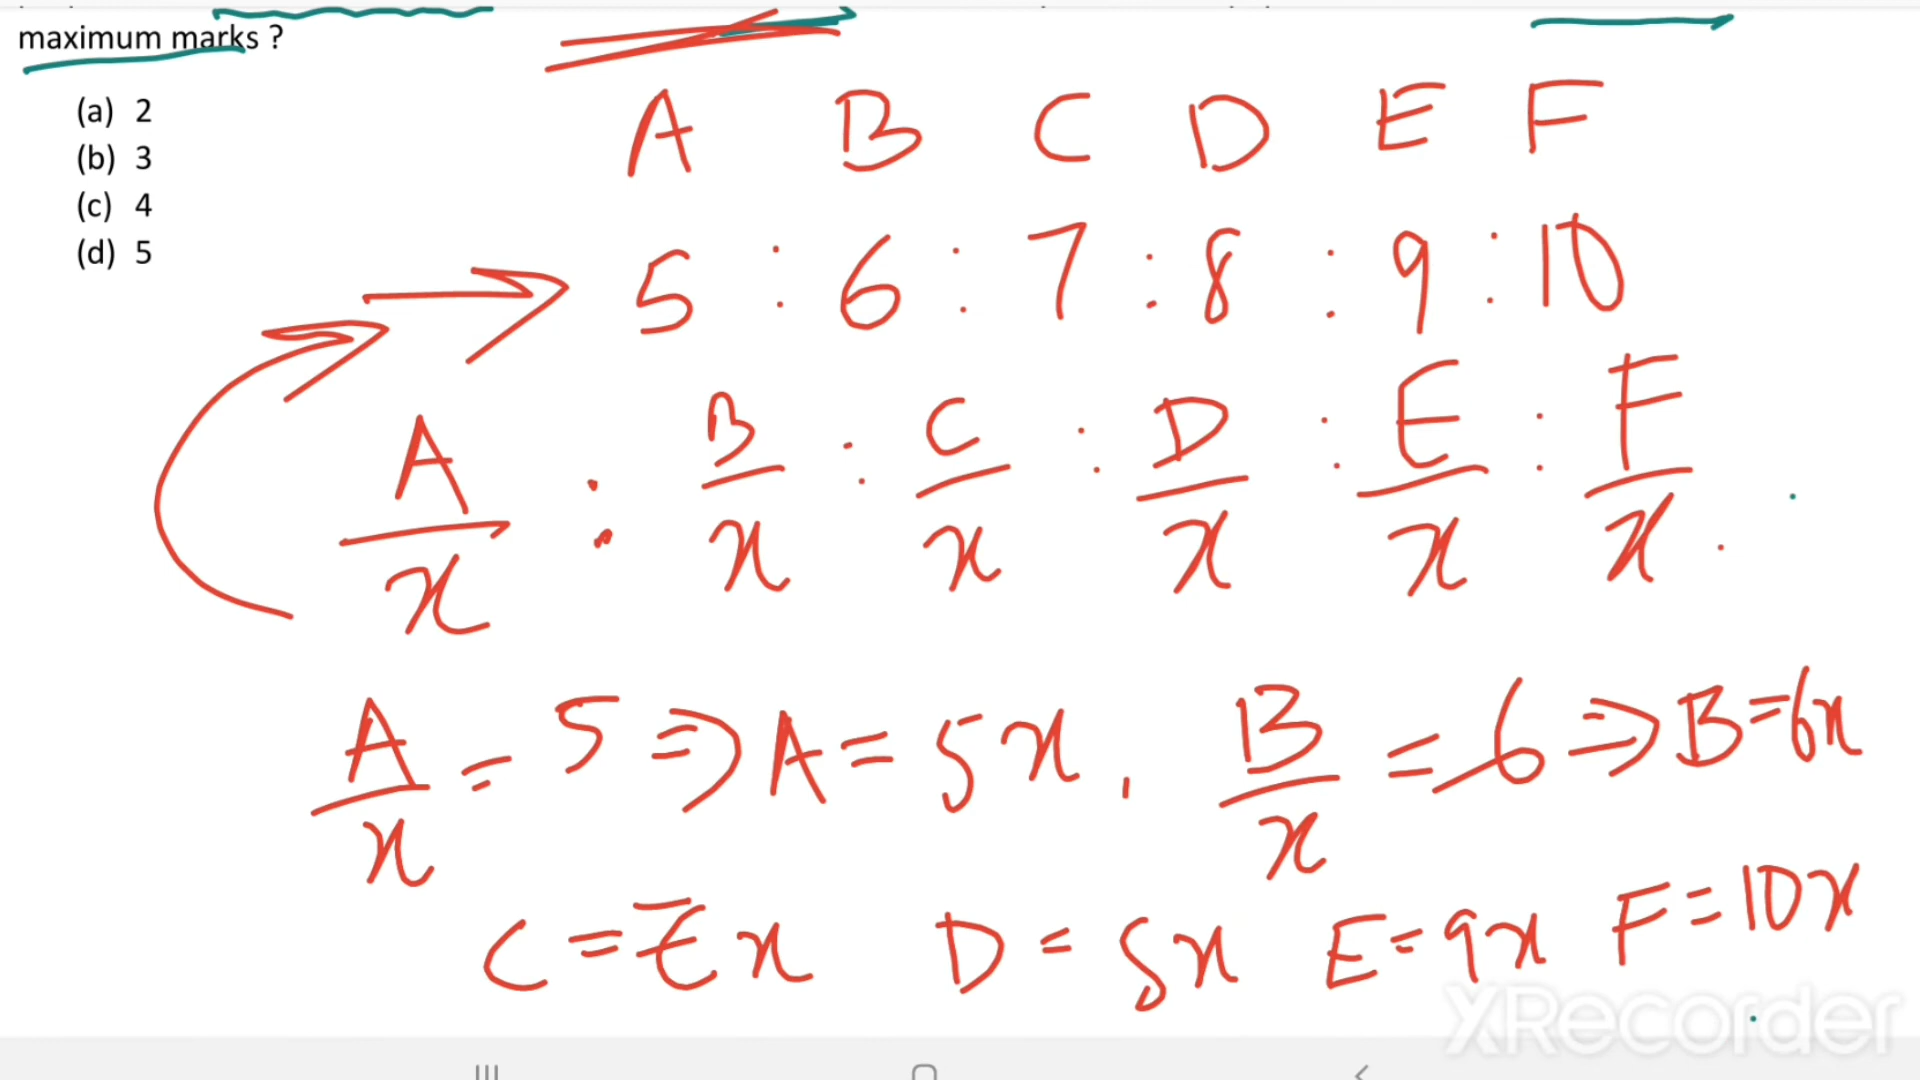 maximum marks ?
(a) 2
(b) 3
(c) 4
(d) 5
A B C D E F
5 : 6 : 7 : 8 : 9 : 10
A/x : B/x : C/x : D/x : E/x : F/x
A/x = 5 ⇒ A = 5x, B/x = 6 ⇒ B = 6x
C = 7x D = 8x E = 9x F = 10x
XRecorder